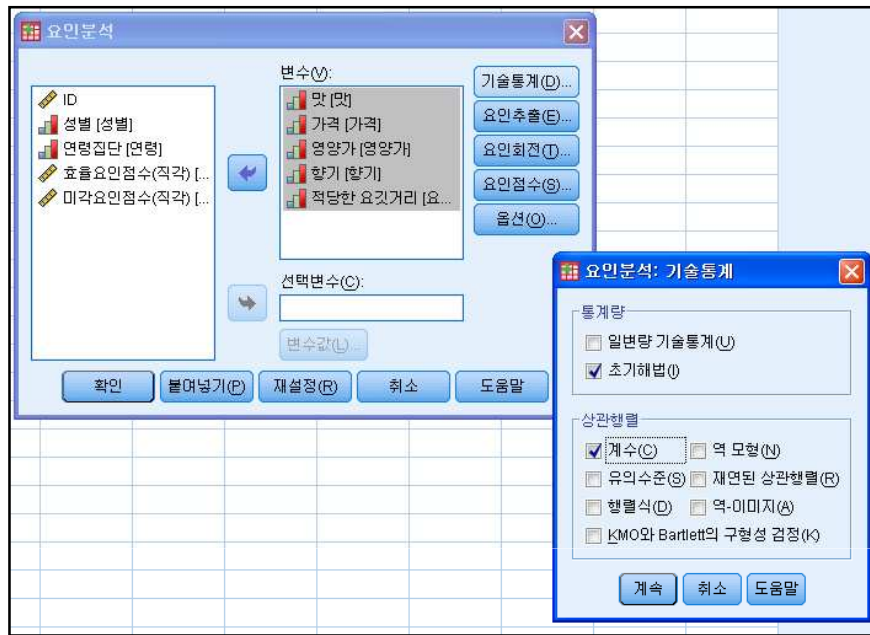 요인분석
변수(V):
ID
성별 [성별]
연령집단 [연령]
효율요인점수(직각) [...
미각요인점수(직각) [...
맛 [맛]
가격 [가격]
영양가 [영양가]
향기 [향기]
적당한 요깃거리 [요...
기술통계(D)...
요인추출(E)...
요인회전(T)...
요인점수(S)...
옵션(O)...
선택변수(C):
변수값(L)...
확인
붙여넣기(P)
재설정(R)
취소
도움말
요인분석: 기술통계
통계량
일변량 기술통계(U)
초기해법(I)
상관행렬
계수(C) 역 모형(N)
유의수준(S) 재연된 상관행렬(R)
행렬식(D) 역-이미지(A)
KMO와 Bartlett의 구형성 검정(K)
계속 취소 도움말